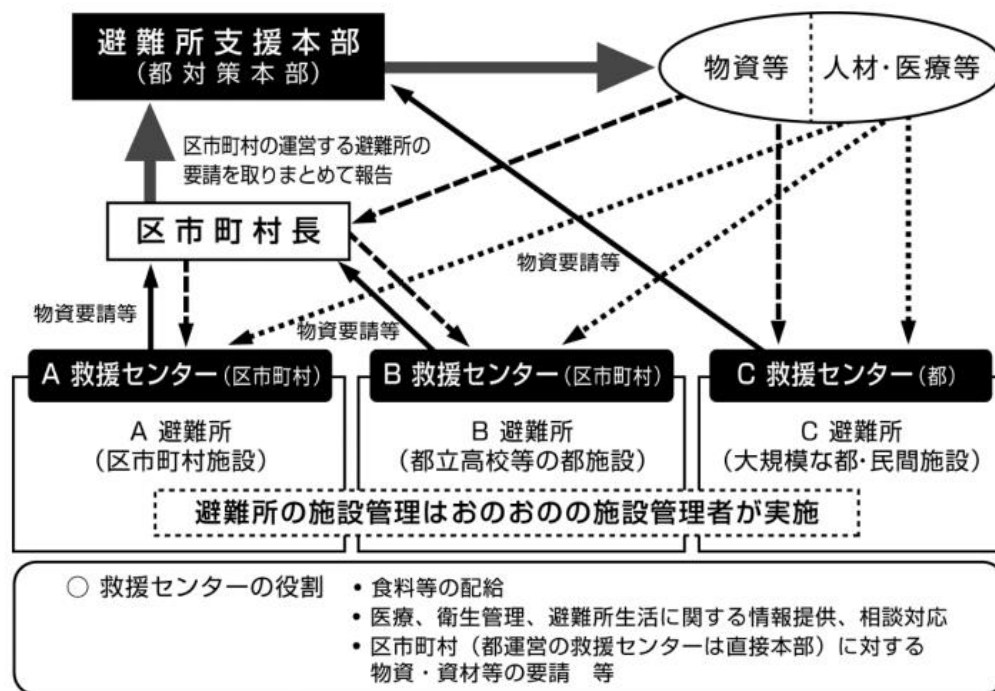 避難所支援本部
(都対策本部)
物資等
人材・医療等
区市町村の運営する避難所の
要請を取りまとめて報告
区市町村長
物資要請等
物資要請等
物資要請等
A 救援センター(区市町村)
B 救援センター(区市町村)
C 救援センター(都)
A 避難所
(区市町村施設)
B 避難所
(都立高校等の都施設)
C 避難所
(大規模な都・民間施設)
避難所の施設管理はおのおのの施設管理者が実施
○ 救援センターの役割
• 食料等の配給
• 医療、衛生管理、避難所生活に関する情報提供、相談対応
• 区市町村(都運営の救援センターは直接本部)に対する
物資・資材等の要請 等